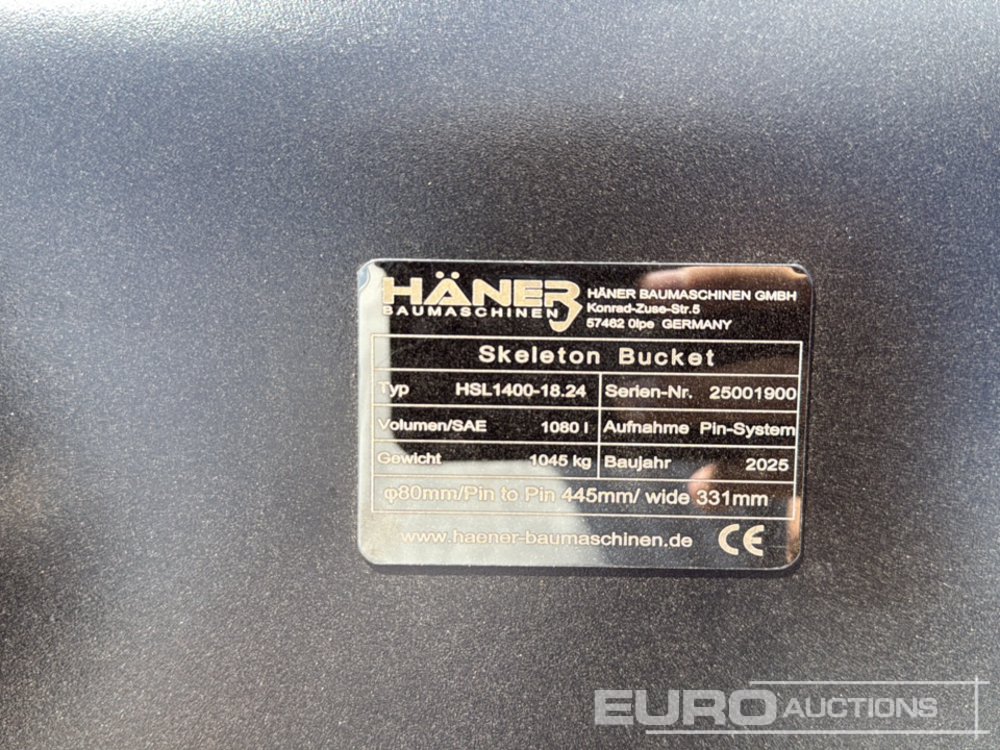 HÄNER
BAUMASCHINEN
HÄNER BAUMASCHINEN GMBH
Konrad-Zuse-Str.5
57462 Olpe GERMANY
Skeleton Bucket
Typ HSL1400-18.24 Serien-Nr. 25001900
Volumen/SAE 1080 l Aufnahme Pin-System
Gewicht 1045 kg Baujahr 2025
φ80mm/Pin to Pin 445mm/ wide 331mm
www.haener-baumaschinen.de CE
EURO AUCTIONS